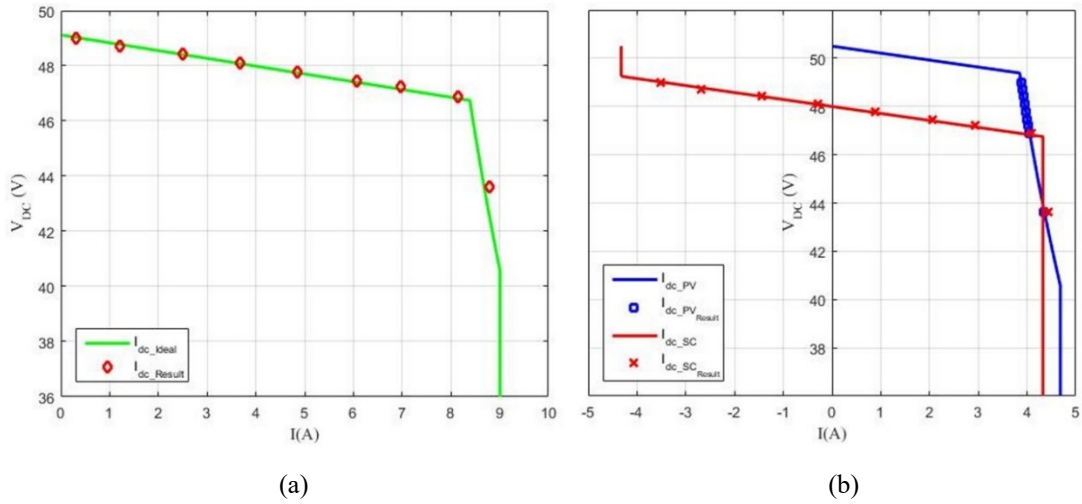 50
48
46
44
42
40
38
36
V_DC (V)
0 1 2 3 4 5 6 7 8 9 10
I(A)
I_dc_Ideal
I_dc_Result
(a)
50
48
46
44
42
40
38
V_DC (V)
-5 -4 -3 -2 -1 0 1 2 3 4 5
I(A)
I_dc_PV
I_dc_PV_Result
I_dc_SC
I_dc_SC_Result
(b)